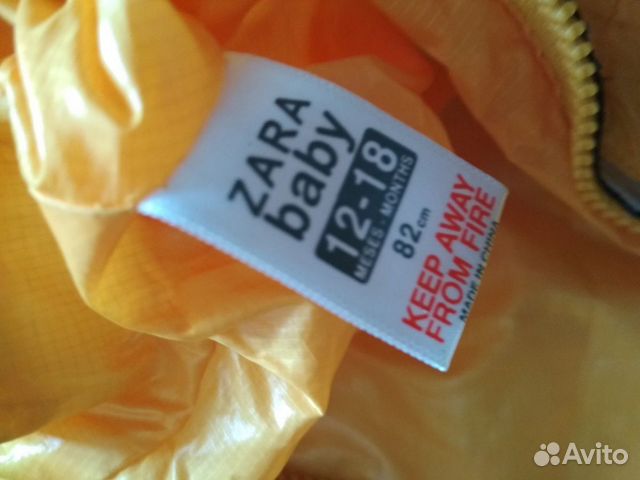 ZARA
baby
12-18
MESES - MONTHS
82cm
KEEP AWAY
FROM FIRE
MADE IN CHINA
Avito